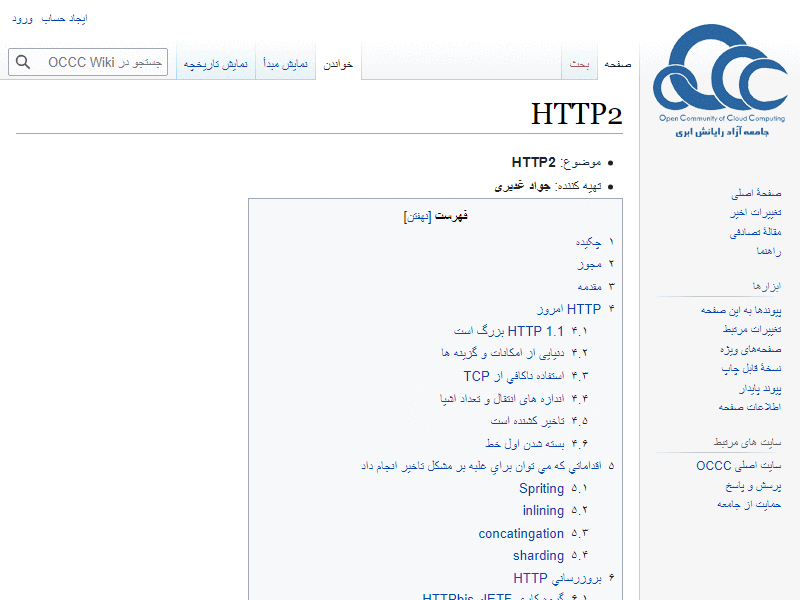 ایجاد حساب ورود
صفحه بحث خواندن نمایش مبدأ نمایش تاریخچه جستجو در OCCC Wiki
Open Community of Cloud Computing
جامعه آزاد رایانش ابری
HTTP2
موضوع: HTTP2
تهیه کننده: جواد غدیری
فهرست [نهفتن]
۱ چکیده
۲ مجوز
۳ مقدمه
۴ HTTP امروز
۴.۱ HTTP 1.1 بزرگ است
۴.۲ دنیایی از امکانات و گزینه ها
۴.۳ استفاده ناکافي از TCP
۴.۴ اندازه های انتقال و تعداد اشیا
۴.۵ تاخیر کشنده است
۴.۶ بسته شدن اول خط
۵ اقداماتي که مي توان براي غلبه بر مشکل تاخیر انجام داد
۵.۱ Spriting
۵.۲ inlining
۵.۳ concatingation
۵.۴ sharding
۶ بروزرساني HTTP
۶.۱ گروه کاری IETF و HTTPbis
صفحهٔ اصلی
تغییرات اخیر
مقالهٔ تصادفی
راهنما
ابزارها
پیوندها به این صفحه
تغییرات مرتبط
صفحه‌های ویژه
نسخهٔ قابل چاپ
پیوند پایدار
اطلاعات صفحه
سایت های مرتبط
سایت اصلی OCCC
پرسش و پاسخ
حمایت از جامعه